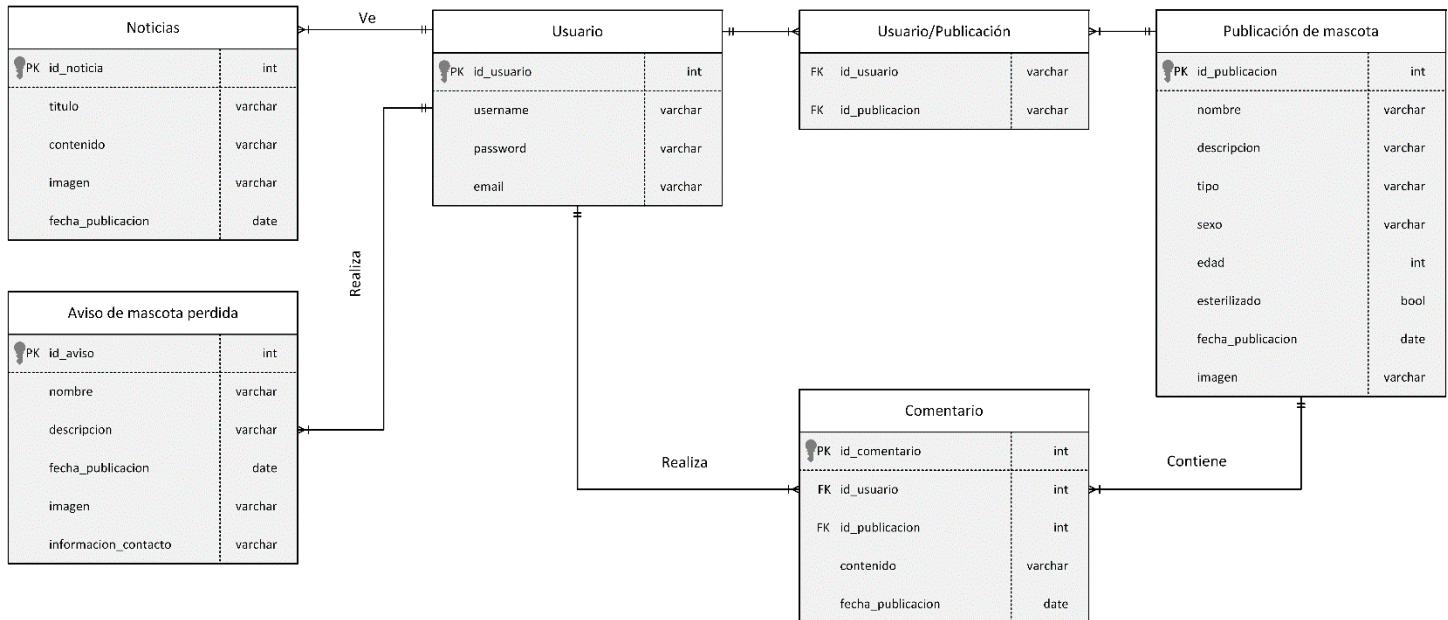 Noticias
PK id_noticia int
titulo varchar
contenido varchar
imagen varchar
fecha_publicacion date
Ve
Usuario
PK id_usuario int
username varchar
password varchar
email varchar
Usuario/Publicación
FK id_usuario varchar
FK id_publicacion varchar
Publicación de mascota
PK id_publicacion int
nombre varchar
descripcion varchar
tipo varchar
sexo varchar
edad int
esterilizado bool
fecha_publicacion date
imagen varchar
Realiza
Aviso de mascota perdida
PK id_aviso int
nombre varchar
descripcion varchar
fecha_publicacion date
imagen varchar
informacion_contacto varchar
Realiza
Comentario
PK id_comentario int
FK id_usuario int
FK id_publicacion int
contenido varchar
fecha_publicacion date
Contiene